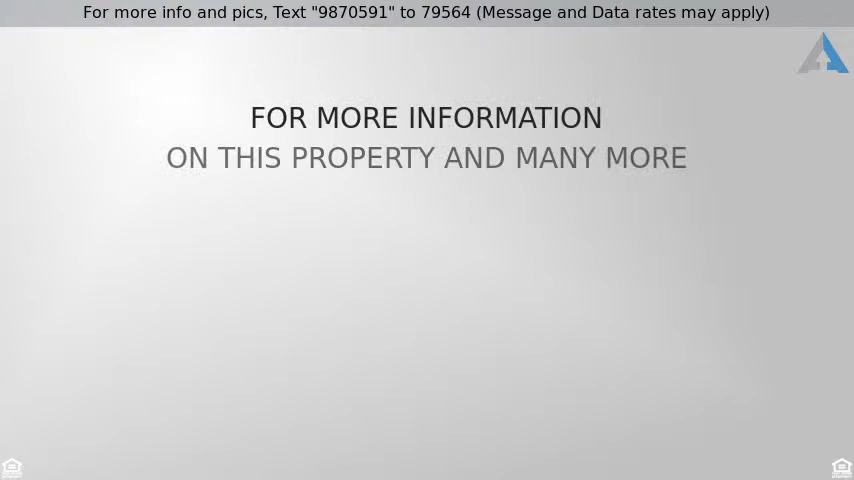 For more info and pics, Text "9870591" to 79564 (Message and Data rates may apply)
FOR MORE INFORMATION
ON THIS PROPERTY AND MANY MORE